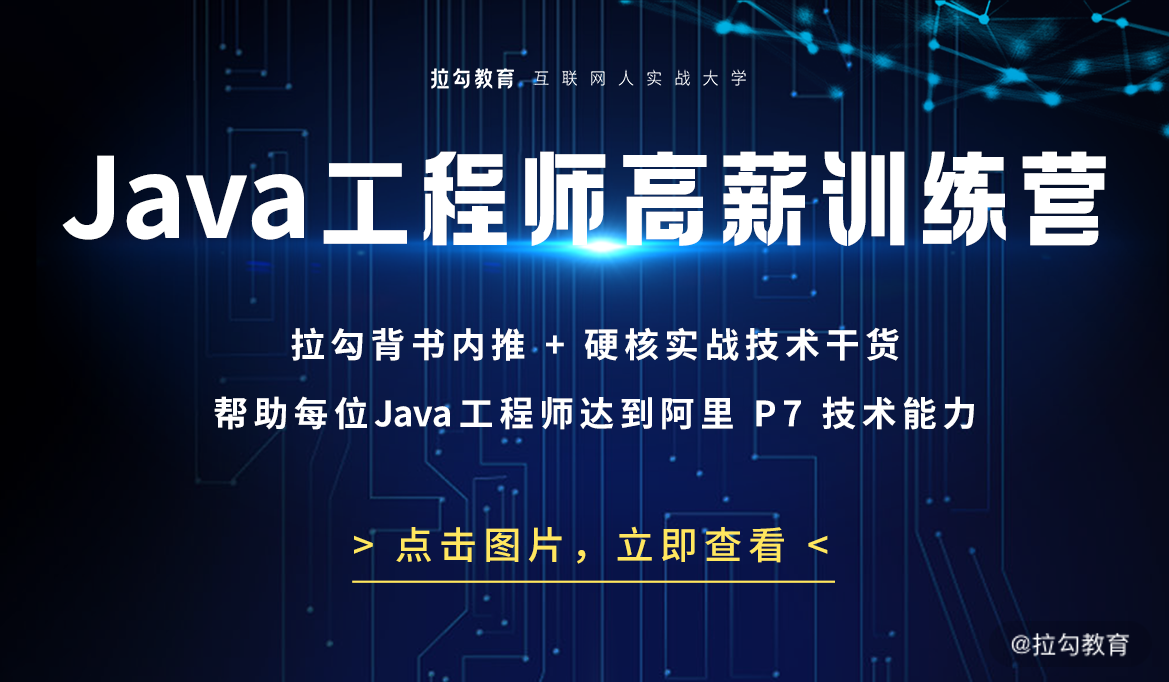 拉勾教育 互联网人实战大学
Java工程师高薪训练营
拉勾背书内推 + 硬核实战技术干货
帮助每位Java工程师达到阿里 P7 技术能力
> 点击图片，立即查看 <
@拉勾教育